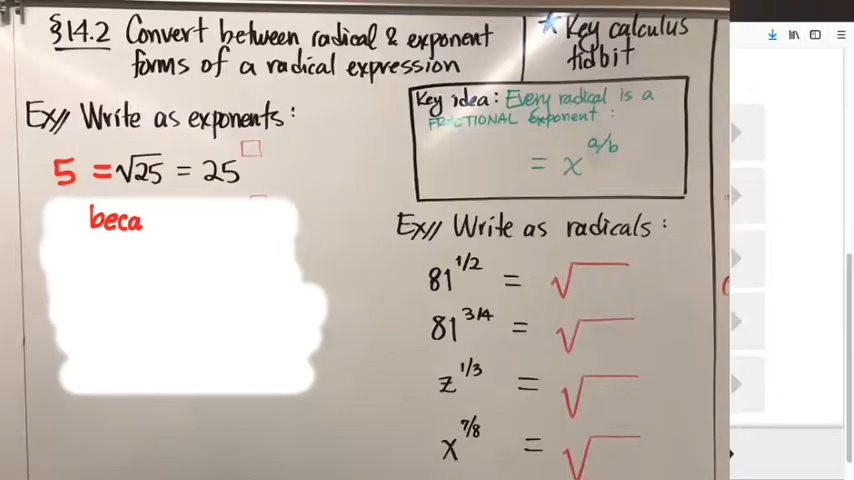 §14.2 Convert between radical & exponent
forms of a radical expression
* Key calculus
tidbit
Ex// Write as exponents:
5 = √25 = 25^□
beca
Key idea: Every radical is a
FRACTIONAL Exponent:
= x^a/b
Ex// Write as radicals:
81^1/2 = √
81^3/4 = √
z^1/3 = √
x^7/8 = √